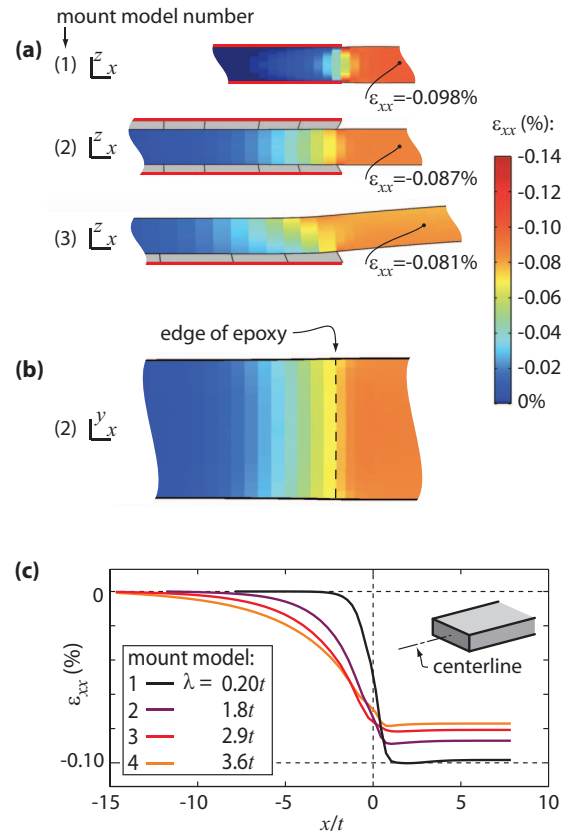 mount model number
(a)
(1) z x
ε_xx=-0.098%
(2) z x
ε_xx=-0.087%
(3) z x
ε_xx=-0.081%
ε_xx (%):
-0.14
-0.12
-0.10
-0.08
-0.06
-0.04
-0.02
0%
edge of epoxy
(b)
(2) y x
(c)
0
-0.10
ε_xx (%)
centerline
mount model:
1 λ = 0.20t
2 1.8t
3 2.9t
4 3.6t
-15 -10 -5 0 5 10
x/t